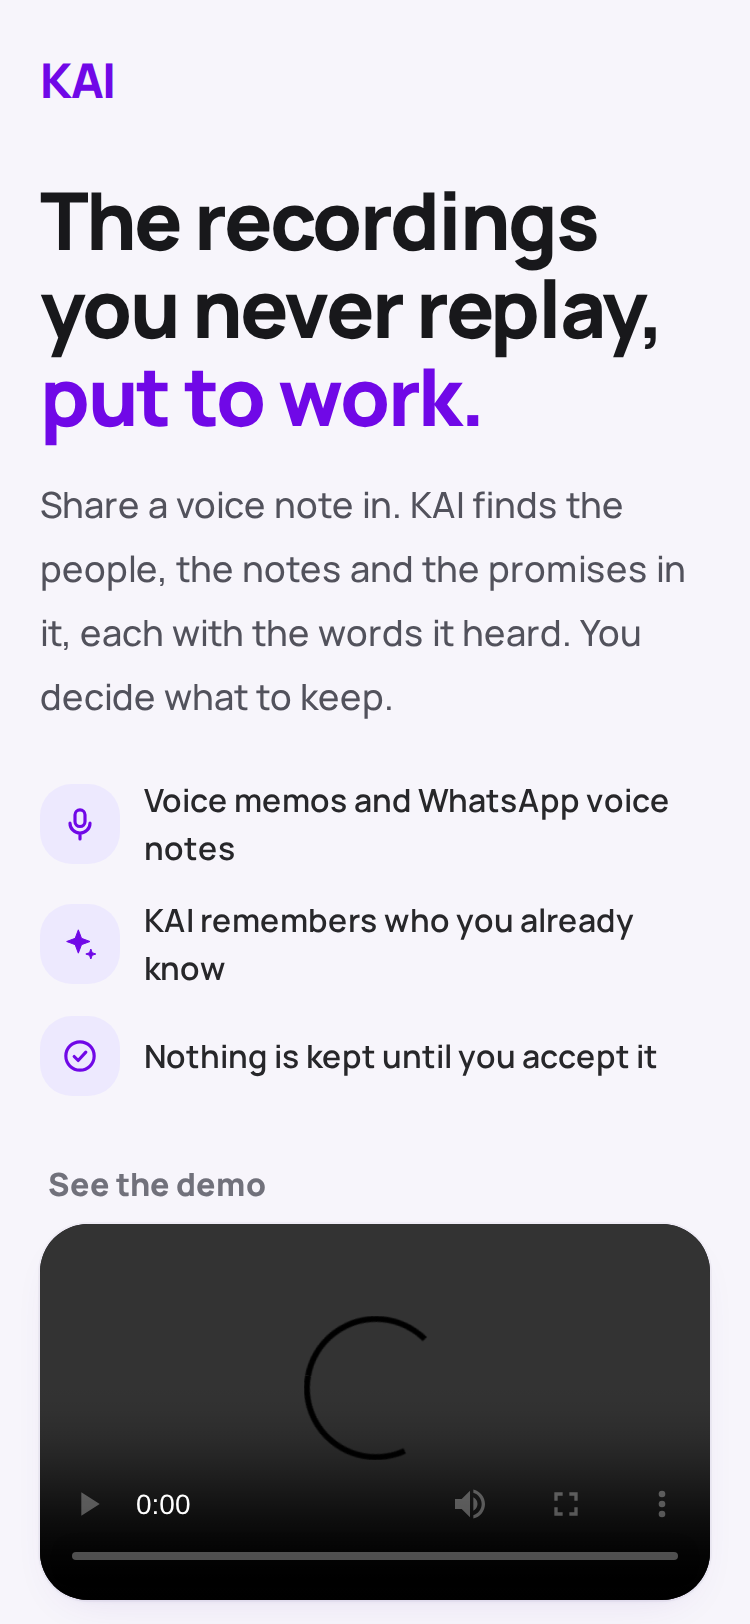 KAI
The recordings
you never replay,
put to work.
Share a voice note in. KAI finds the
people, the notes and the promises in
it, each with the words it heard. You
decide what to keep.
Voice memos and WhatsApp voice
notes
KAI remembers who you already
know
Nothing is kept until you accept it
See the demo
0:00